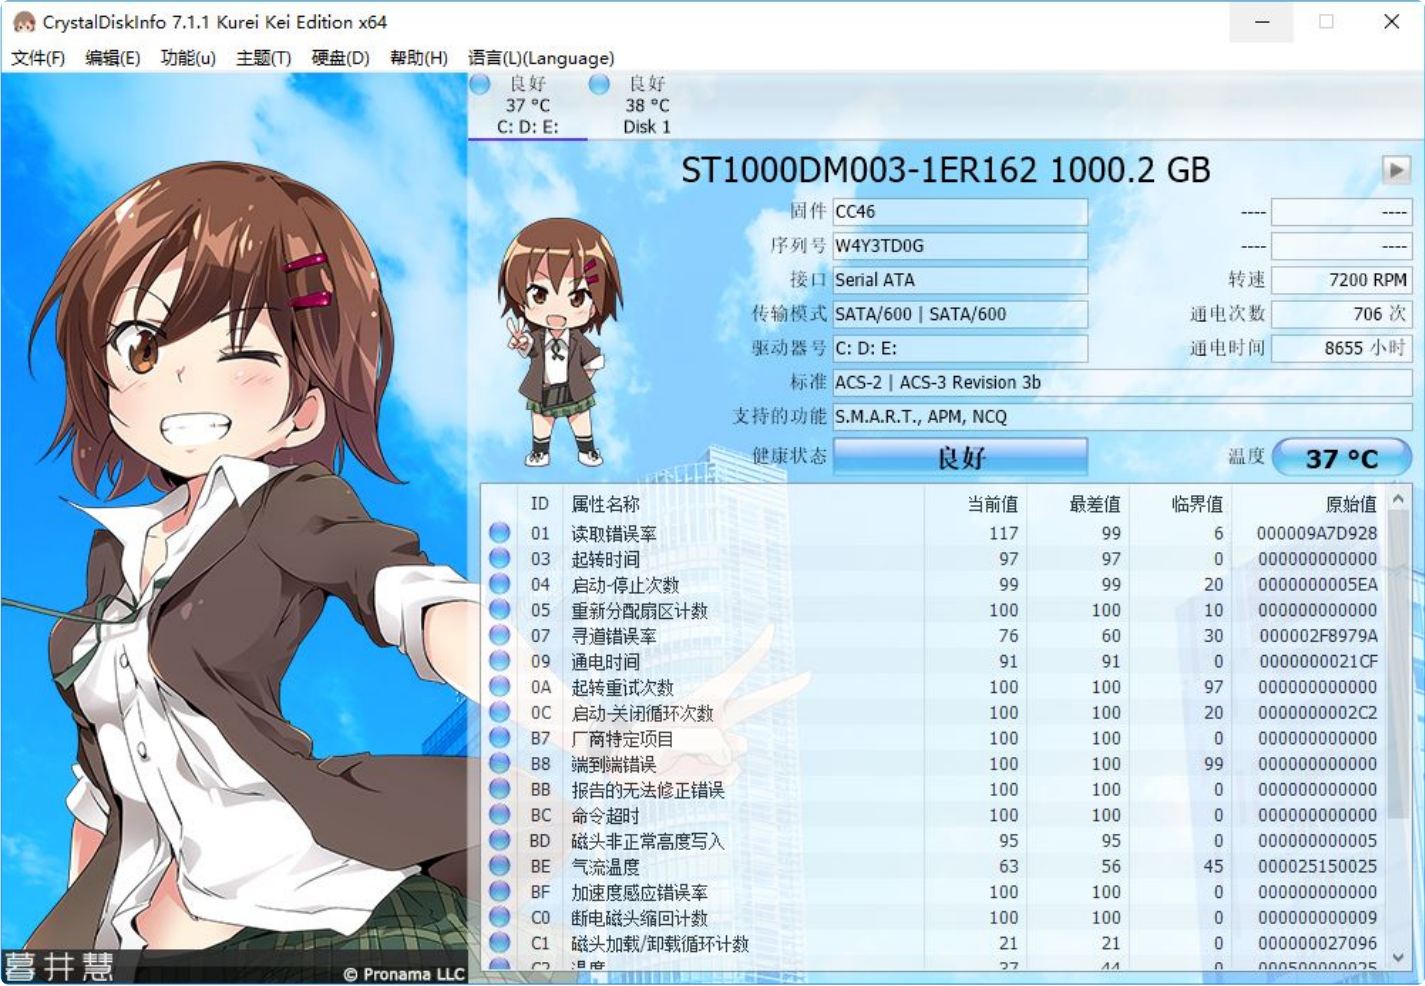 CrystalDiskInfo 7.1.1 Kurei Kei Edition x64
文件(F) 编辑(E) 功能(u) 主题(T) 硬盘(D) 帮助(H) 语言(L)(Language)
良好 良好
37 °C 38 °C
C: D: E: Disk 1
ST1000DM003-1ER162 1000.2 GB
固件 CC46 ---- ----
序列号 W4Y3TD0G ---- ----
接口 Serial ATA 转速 7200 RPM
传输模式 SATA/600 | SATA/600 通电次数 706 次
驱动器号 C: D: E: 通电时间 8655 小时
标准 ACS-2 | ACS-3 Revision 3b
支持的功能 S.M.A.R.T., APM, NCQ
健康状态 良好 温度 37 °C
ID 属性名称 当前值 最差值 临界值 原始值
01 读取错误率 117 99 6 000009A7D928
03 起转时间 97 97 0 000000000000
04 启动-停止次数 99 99 20 0000000005EA
05 重新分配扇区计数 100 100 10 000000000000
07 寻道错误率 76 60 30 000002F8979A
09 通电时间 91 91 0 0000000021CF
0A 起转重试次数 100 100 97 000000000000
0C 启动-关闭循环次数 100 100 20 0000000002C2
B7 厂商特定项目 100 100 0 000000000000
B8 端到端错误 100 100 99 000000000000
BB 报告的无法修正错误 100 100 0 000000000000
BC 命令超时 100 100 0 000000000000
BD 磁头非正常高度写入 95 95 0 000000000005
BE 气流温度 63 56 45 000025150025
BF 加速度感应错误率 100 100 0 000000000000
C0 断电磁头缩回计数 100 100 0 000000000009
C1 磁头加载/卸载循环计数 21 21 0 000000027096
C2 温度 37 44 0 000500000025
暮井慧
© Pronama LLC